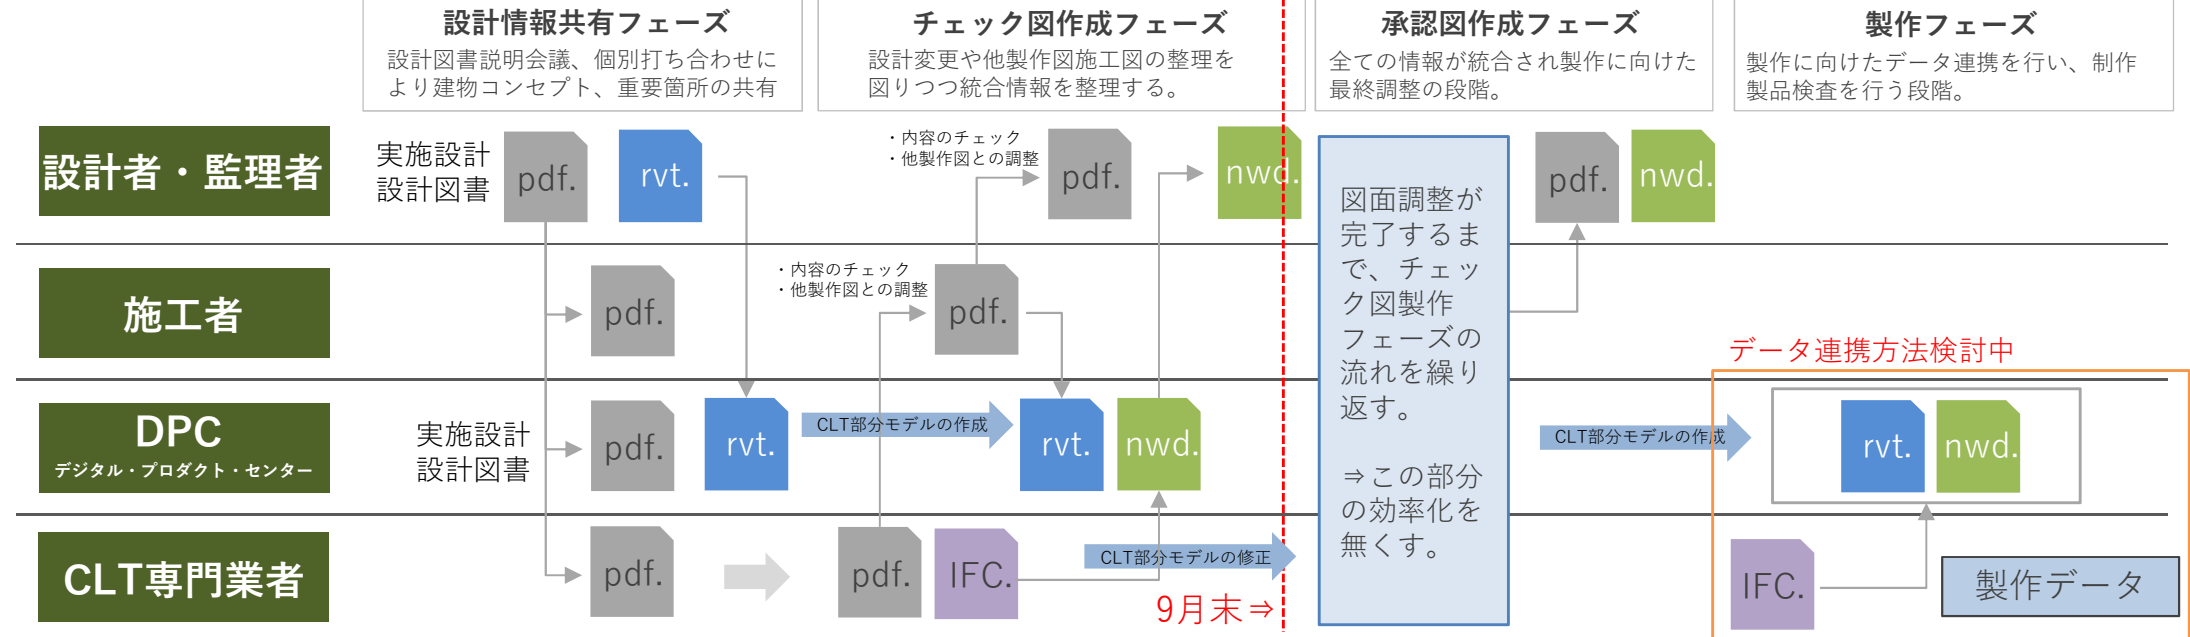 設計情報共有フェーズ
設計図書説明会議、個別打ち合わせに
より建物コンセプト、重要箇所の共有
チェック図作成フェーズ
設計変更や他製作図施工図の整理を
図りつつ統合情報を整理する。
承認図作成フェーズ
全ての情報が統合され製作に向けた
最終調整の段階。
製作フェーズ
製作に向けたデータ連携を行い、制作
製品検査を行う段階。
設計者・監理者
実施設計
設計図書
pdf.
rvt.
・内容のチェック
・他製作図との調整
pdf.
nwd.
pdf.
nwd.
施工者
pdf.
・内容のチェック
・他製作図との調整
pdf.
図面調整が
完了するま
で、チェッ
ク図製作
フェーズの
流れを繰り
返す。
⇒この部分
の効率化を
無くす。
データ連携方法検討中
DPC
デジタル・プロダクト・センター
実施設計
設計図書
pdf.
rvt.
CLT部分モデルの作成
rvt.
nwd.
CLT部分モデルの作成
rvt.
nwd.
CLT専門業者
pdf.
pdf.
IFC.
CLT部分モデルの修正
9月末⇒
IFC.
製作データ